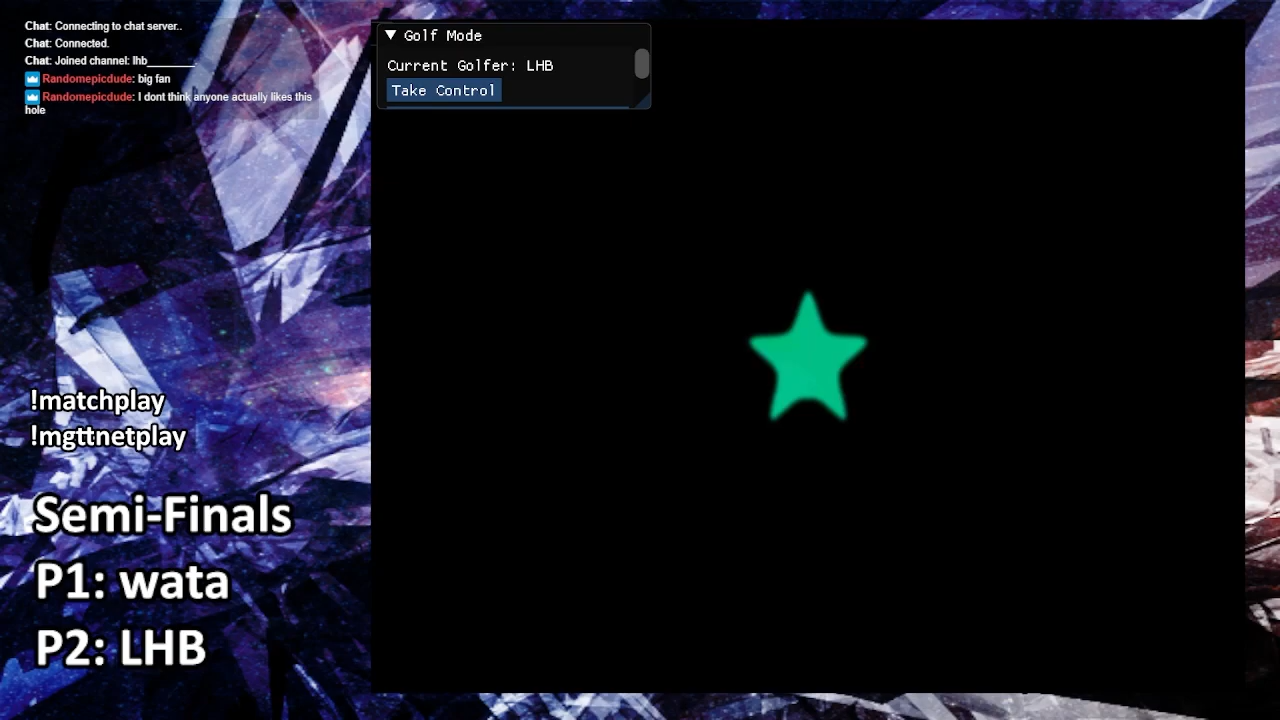 Chat: Connecting to chat server..
Chat: Connected.
Chat: Joined channel: lhb________
Randomepicdude: big fan
Randomepicdude: I dont think anyone actually likes this
hole
Golf Mode
Current Golfer: LHB
Take Control
!matchplay
!mgttnetplay
Semi-Finals
P1: wata
P2: LHB